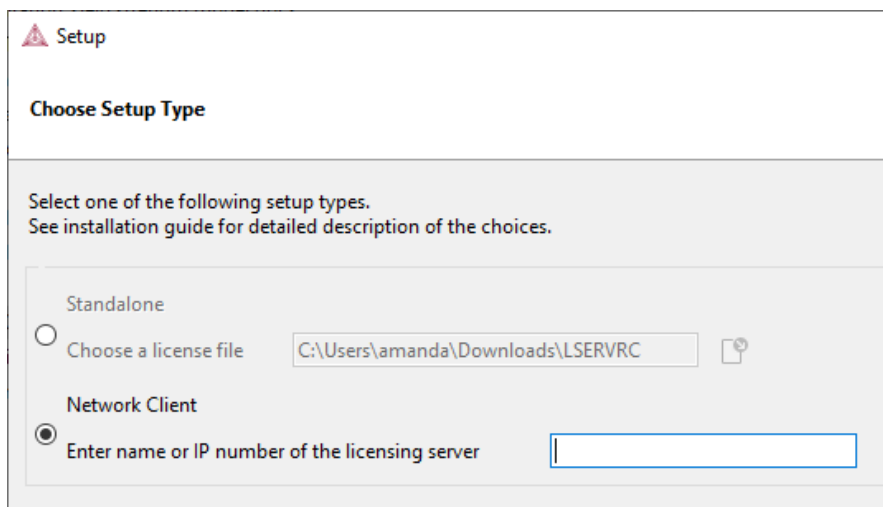 Setup
Choose Setup Type
Select one of the following setup types.
See installation guide for detailed description of the choices.
Standalone
Choose a license file C:\Users\amanda\Downloads\LSERVRC
Network Client
Enter name or IP number of the licensing server